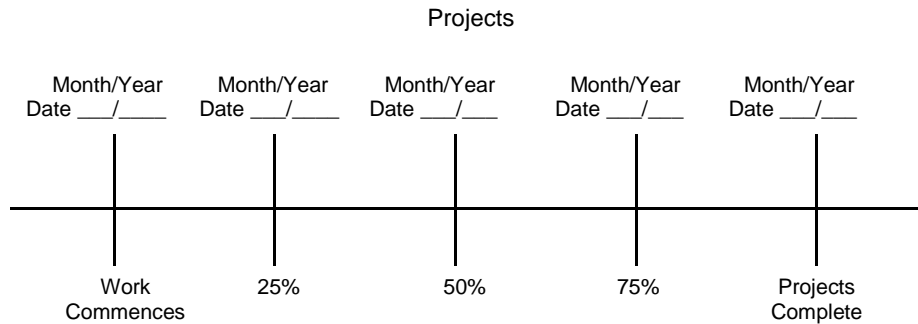 Projects
Month/Year Month/Year Month/Year Month/Year Month/Year
Date ___/____ Date ___/____ Date ___/___ Date ___/___ Date ___/___
Work 25% 50% 75% Projects
Commences Complete